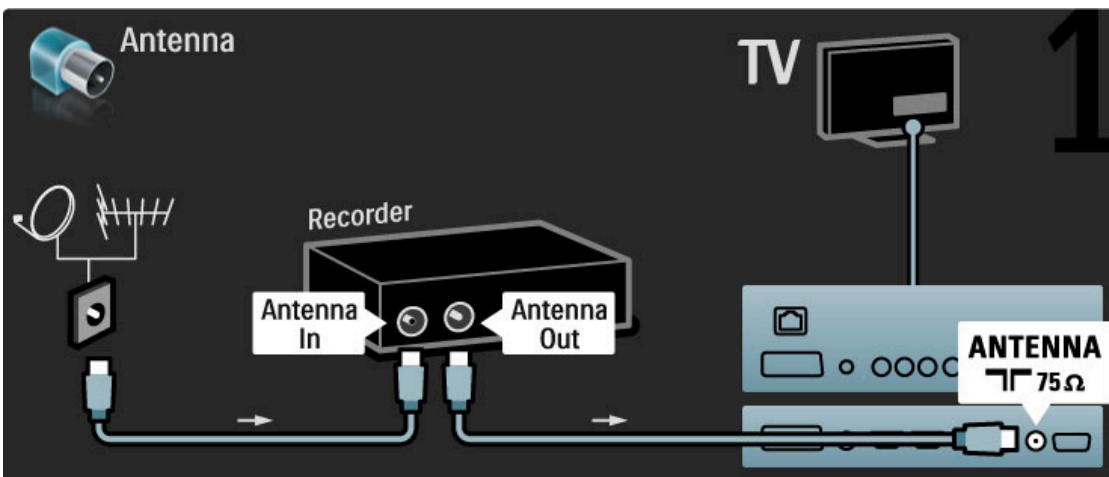 Antenna
TV
1
Recorder
Antenna
In
Antenna
Out
ANTENNA
75Ω